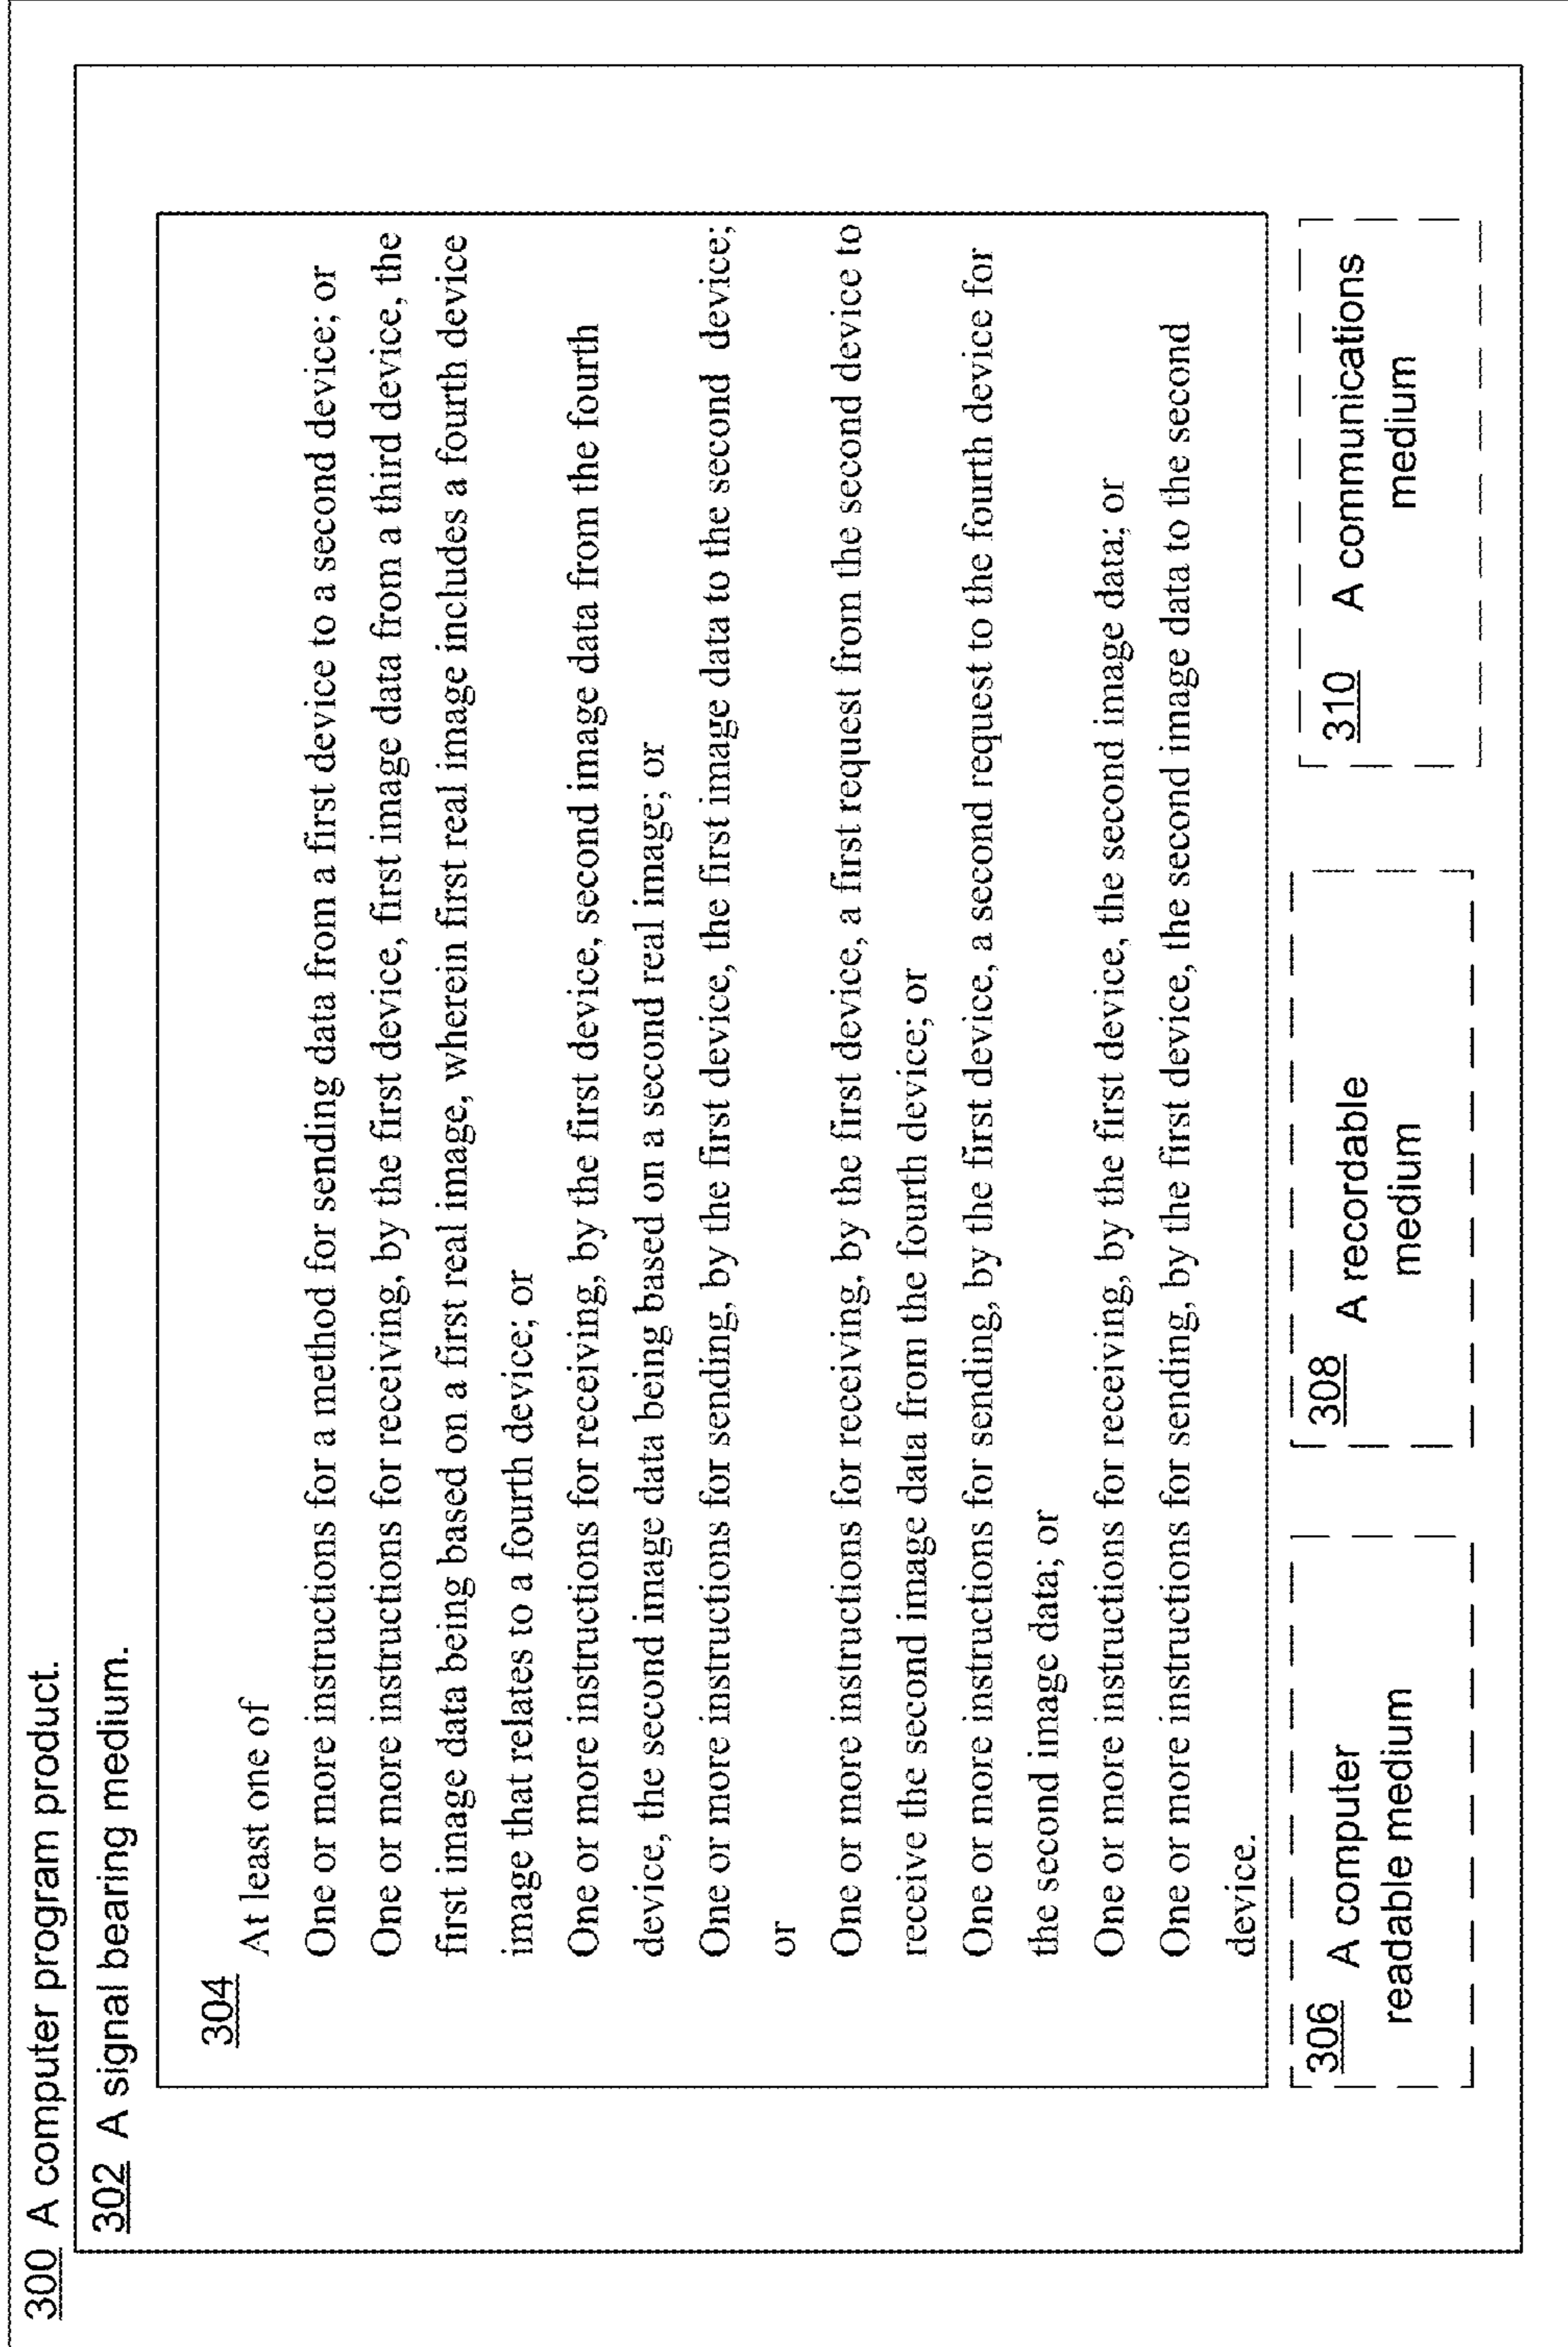 300 A computer program product.
302 A signal bearing medium.
304
At least one of
One or more instructions for a method for sending data from a first device to a second device; or
One or more instructions for receiving, by the first device, first image data from a third device, the
first image data being based on a first real image, wherein first real image includes a fourth device
image that relates to a fourth device; or
One or more instructions for receiving, by the first device, second image data from the fourth
device, the second image data being based on a second real image; or
One or more instructions for sending, by the first device, the first image data to the second device;
or
One or more instructions for receiving, by the first device, a first request from the second device to
receive the second image data from the fourth device; or
One or more instructions for sending, by the first device, a second request to the fourth device for
the second image data; or
One or more instructions for receiving, by the first device, the second image data; or
One or more instructions for sending, by the first device, the second image data to the second
device.
306 A computer
readable medium
308 A recordable
medium
310 A communications
medium